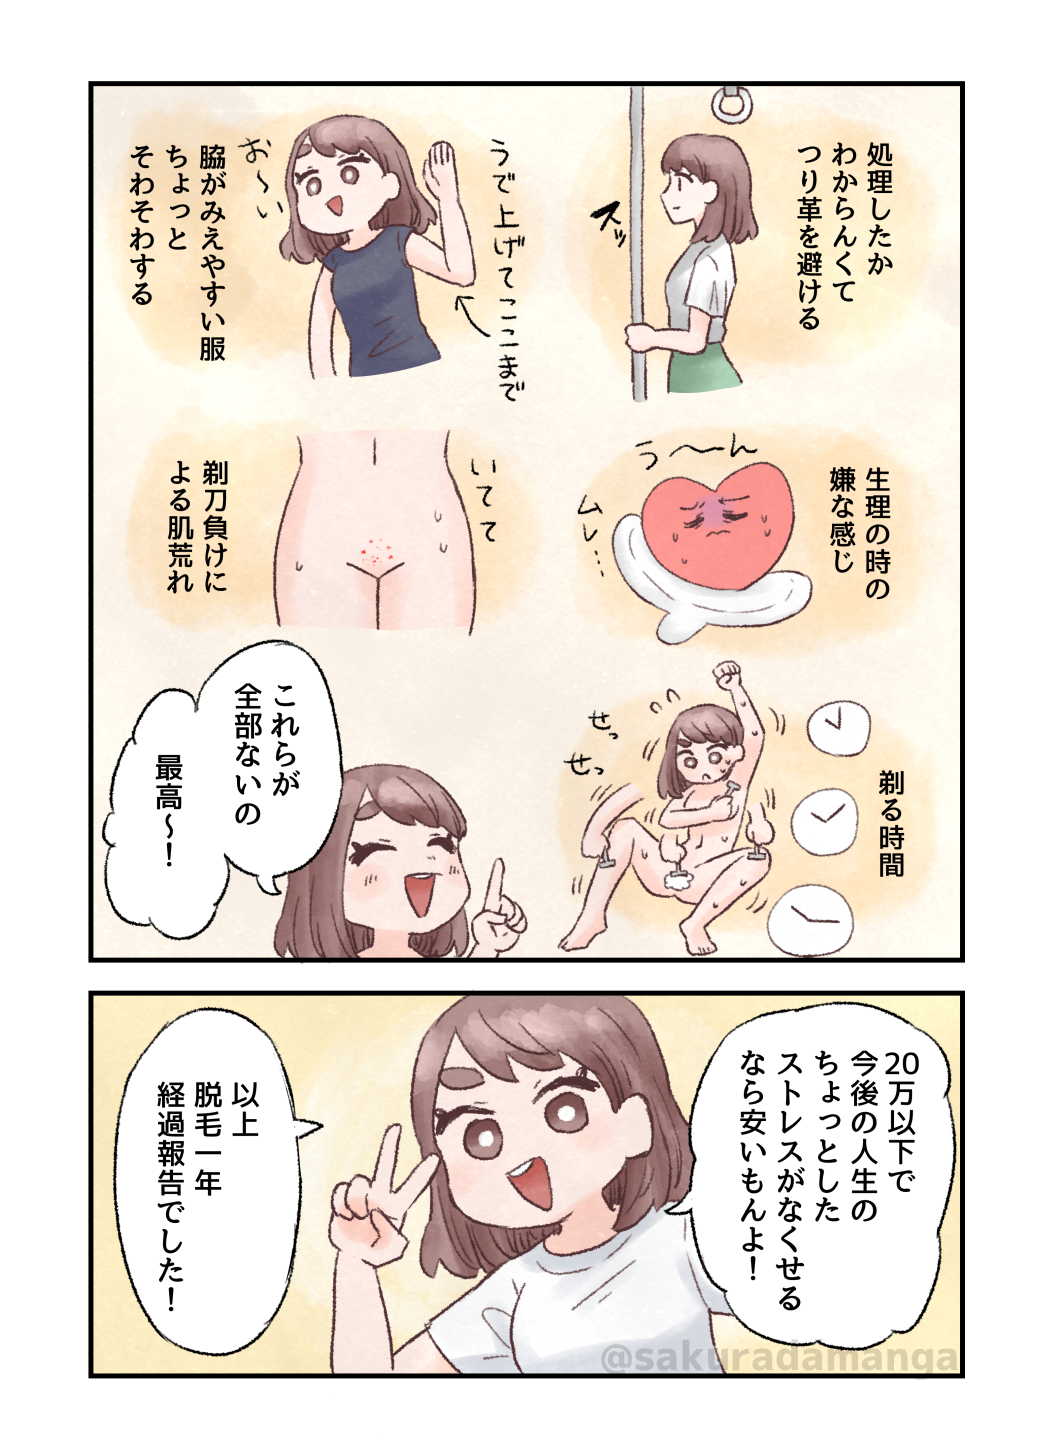 処理したか
わからんくて
つり革を避ける
スッ
うで上げてここまで
お〜い
脇がみえやすい服
ちょっと
そわそわする
生理の時の
嫌な感じ
う〜〜ん
ムレ…
いてて
剃刀負けに
よる肌荒れ
剃る時間
せっ
せっ
これらが
全部ないの
最高〜！
20万以下で
今後の人生の
ちょっとした
ストレスがなくせる
なら安いもんよ！
以上
脱毛一年
経過報告でした！
@sakuradamanga